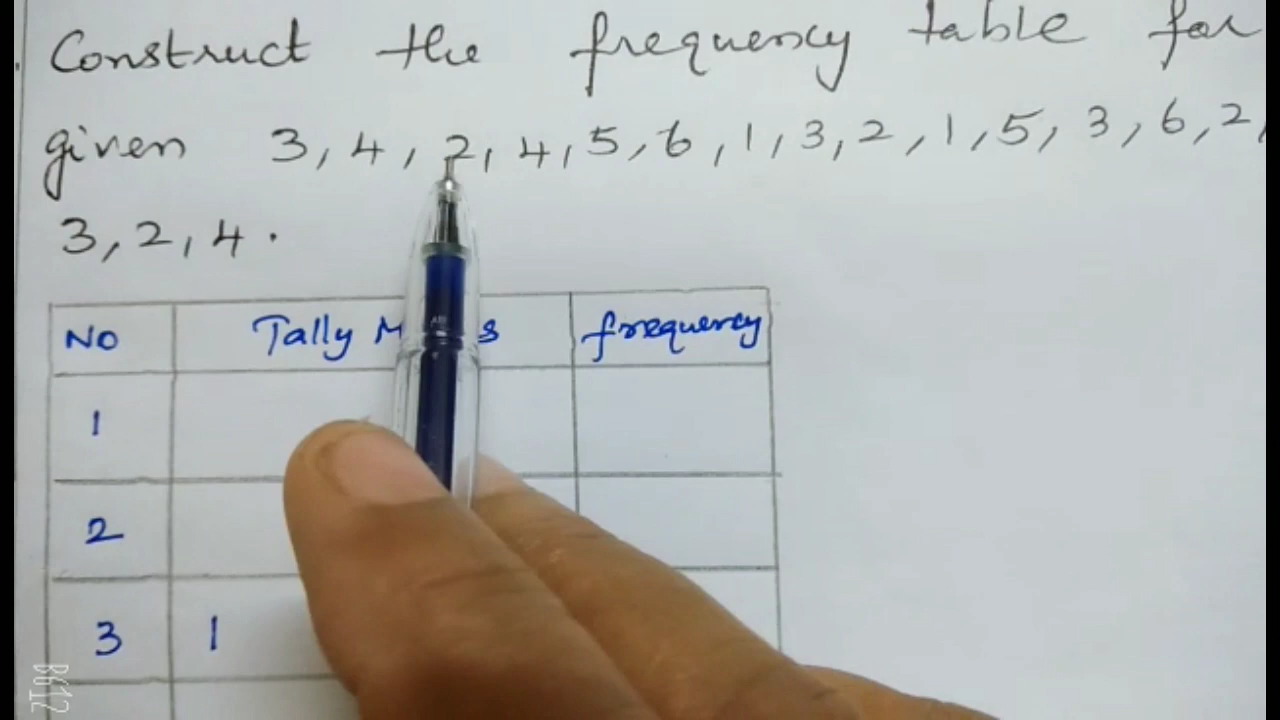 Construct the frequency table for
given 3, 4, 2, 4, 5, 6, 1, 3, 2, 1, 5, 3, 6, 2,
3, 2, 4.
No Tally frequency
1
2
3 1
B612